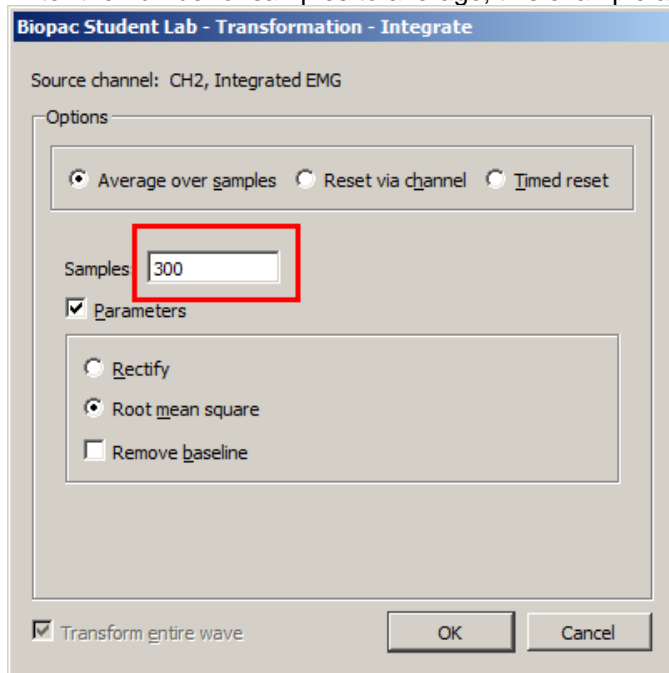 Biopac Student Lab - Transformation - Integrate
Source channel: CH2, Integrated EMG
Options
Average over samples Reset via channel Timed reset
Samples 300
Parameters
Rectify
Root mean square
Remove baseline
Transform entire wave OK Cancel